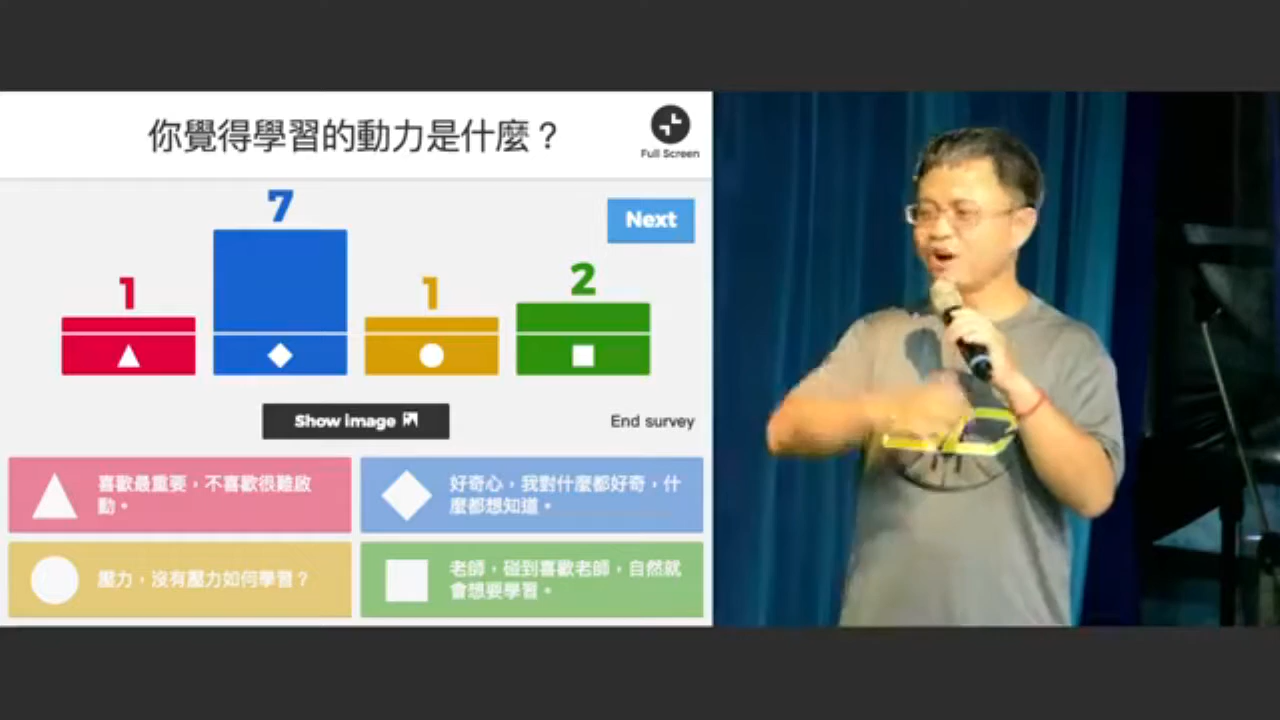 你覺得學習的動力是什麼？
Full Screen
7
Next
1
1
2
Show image
End survey
喜歡最重要，不喜歡很難啟
動。
好奇心，我對什麼都好奇，什
麼都想知道。
壓力，沒有壓力如何學習？
老師，碰到喜歡老師，自然就
會想要學習。